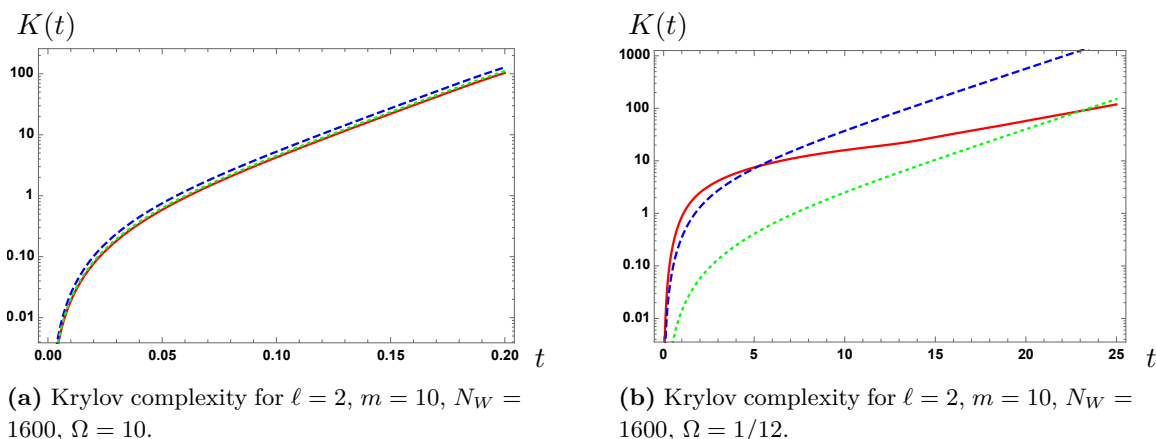 K(t)
100
10
1
0.10
0.01
0.00 0.05 0.10 0.15 0.20 t
(a) Krylov complexity for ℓ = 2, m = 10, N_W =
1600, Ω = 10.
K(t)
1000
100
10
1
0.10
0.01
0 5 10 15 20 25 t
(b) Krylov complexity for ℓ = 2, m = 10, N_W =
1600, Ω = 1/12.